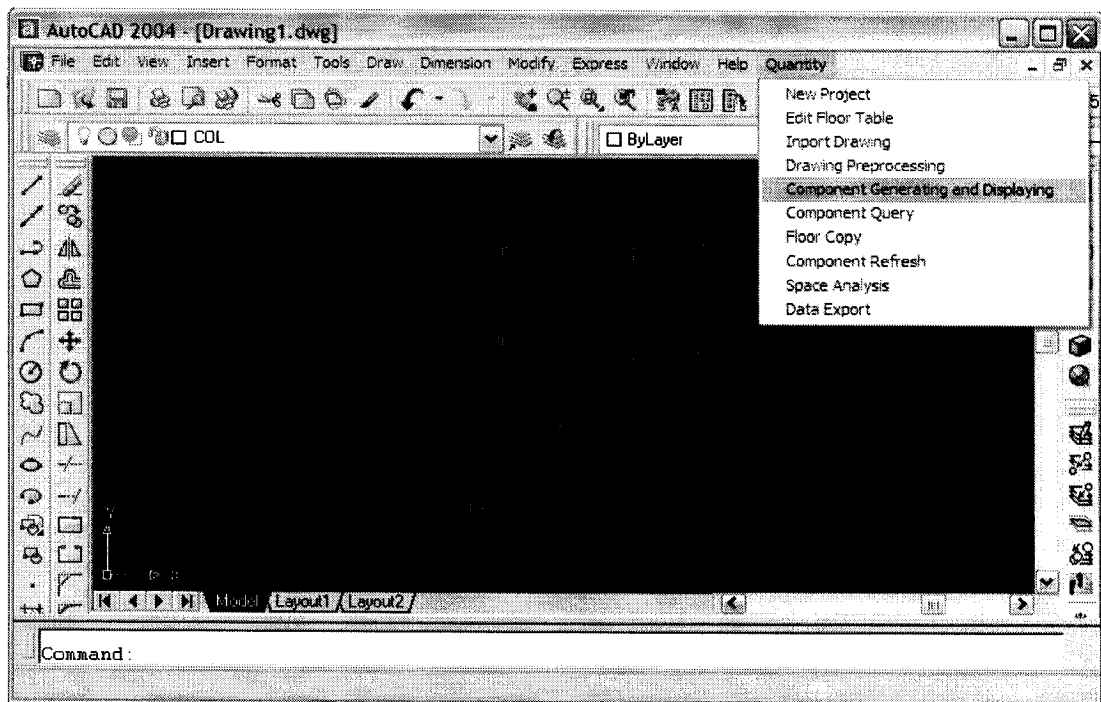 AutoCAD 2004 - [Drawing1.dwg]
File Edit View Insert Format Tools Draw Dimension Modify Express Window Help Quantity
COL
ByLayer
New Project
Edit Floor Table
Inport Drawing
Drawing Preprocessing
Component Generating and Displaying
Component Query
Floor Copy
Component Refresh
Space Analysis
Data Export
Model Layout1 Layout2
Command: